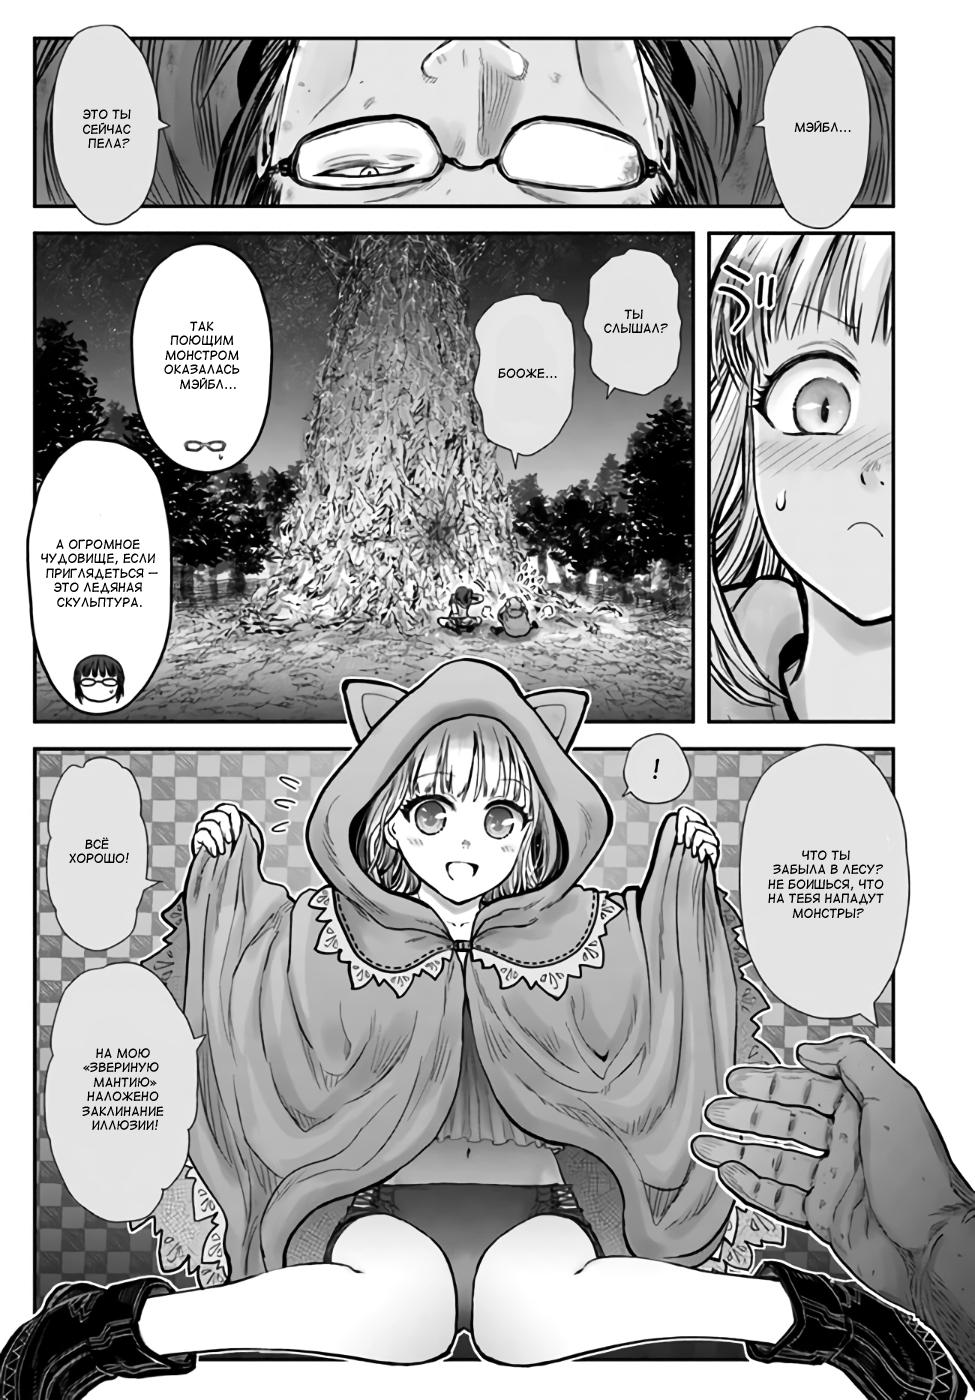 МЭЙБЛ...
ЭТО ТЫ
СЕЙЧАС
ПЕЛА?
ТЫ
СЛЫШАЛ?
БООЖЕ...
ТАК
ПОЮЩИМ
МОНСТРОМ
ОКАЗАЛАСЬ
МЭЙБЛ...
А ОГРОМНОЕ
ЧУДОВИЩЕ, ЕСЛИ
ПРИГЛЯДЕТЬСЯ –
ЭТО ЛЕДЯНАЯ
СКУЛЬПТУРА.
ЧТО ТЫ
ЗАБЫЛА В ЛЕСУ?
НЕ БОИШЬСЯ, ЧТО
НА ТЕБЯ НАПАДУТ
МОНСТРЫ?
!
ВСЁ
ХОРОШО!
НА МОЮ
«ЗВЕРИНУЮ
МАНТИЮ»
НАЛОЖЕНО
ЗАКЛИНАНИЕ
ИЛЛЮЗИИ!